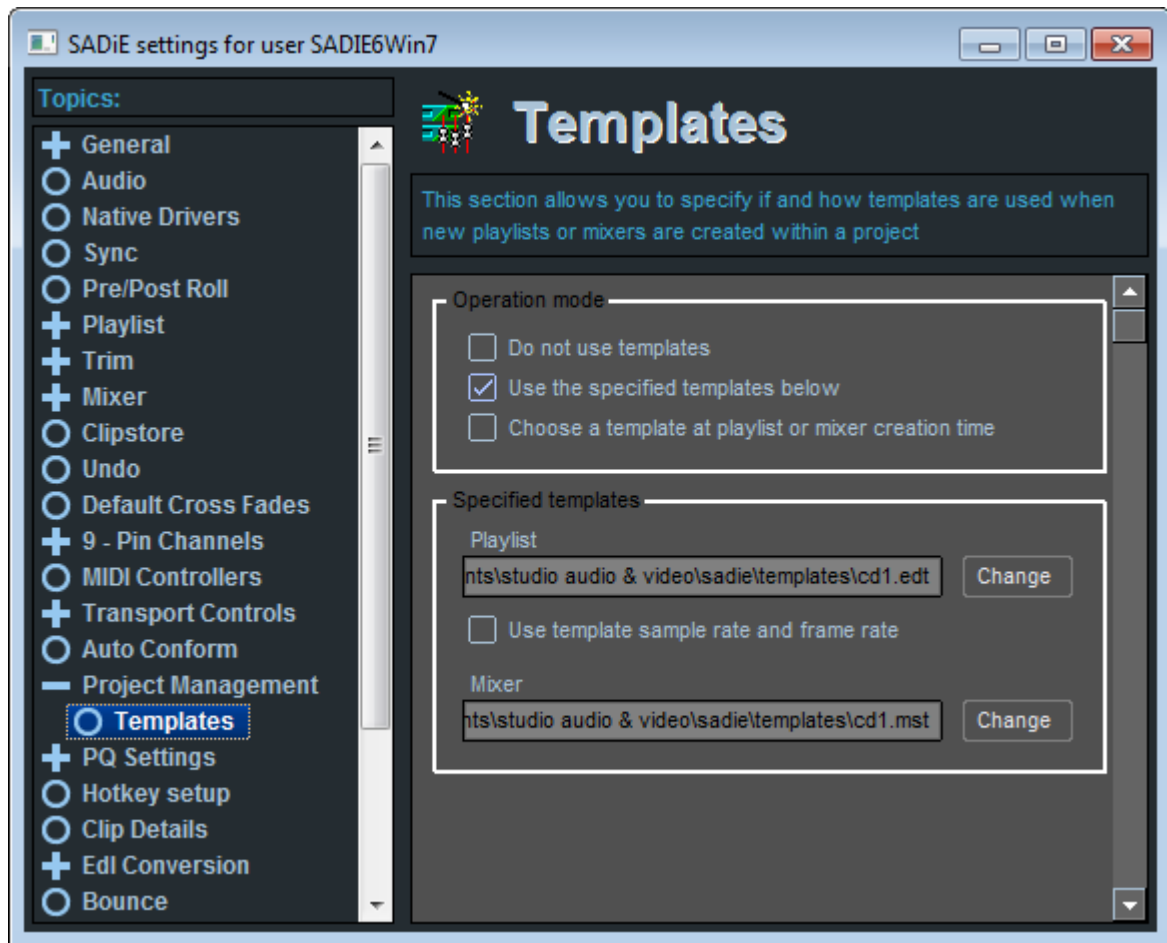 SADiE settings for user SADIE6Win7
Topics:
General
Audio
Native Drivers
Sync
Pre/Post Roll
Playlist
Trim
Mixer
Clipstore
Undo
Default Cross Fades
9 - Pin Channels
MIDI Controllers
Transport Controls
Auto Conform
Project Management
Templates
PQ Settings
Hotkey setup
Clip Details
Edl Conversion
Bounce
Templates
This section allows you to specify if and how templates are used when
new playlists or mixers are created within a project
Operation mode
Do not use templates
Use the specified templates below
Choose a template at playlist or mixer creation time
Specified templates
Playlist
nts\studio audio & video\sadie\templates\cd1.edt Change
Use template sample rate and frame rate
Mixer
nts\studio audio & video\sadie\templates\cd1.mst Change